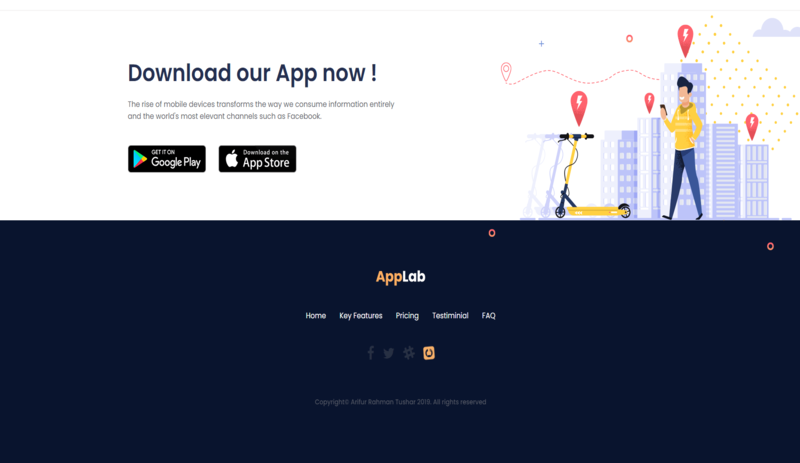 Download our App now !
The rise of mobile devices transforms the way we consume information entirely
and the world's most elevant channels such as Facebook.
GET IT ON
Google Play
Download on the
App Store
AppLab
Home Key Features Pricing Testiminial FAQ
Copyright© Arifur Rahman Tushar 2019. All rights reserved